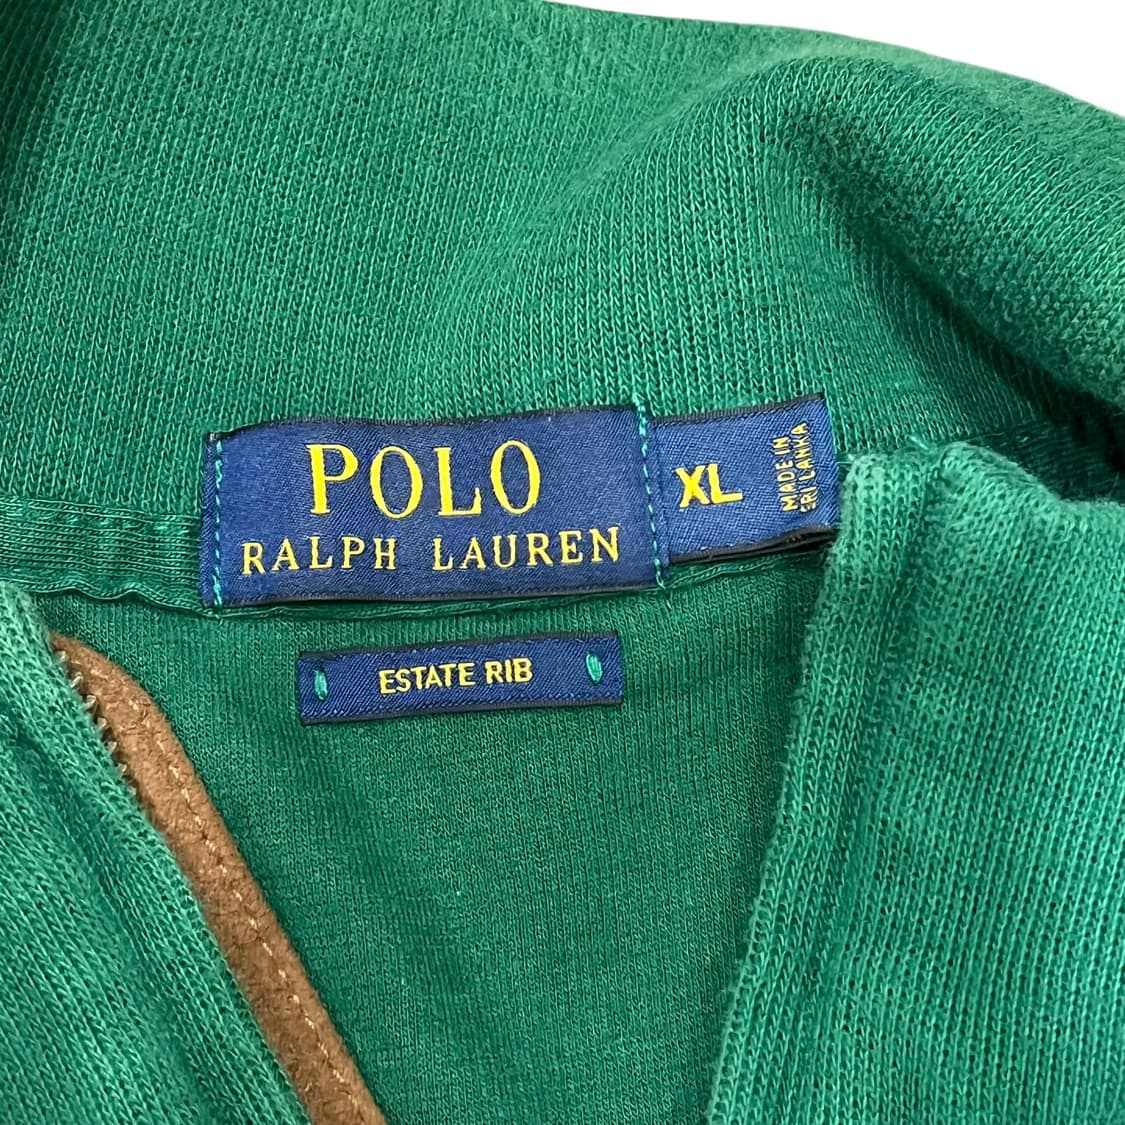 POLO
RALPH LAUREN
XL
MADE IN
SRI LANKA
ESTATE RIB